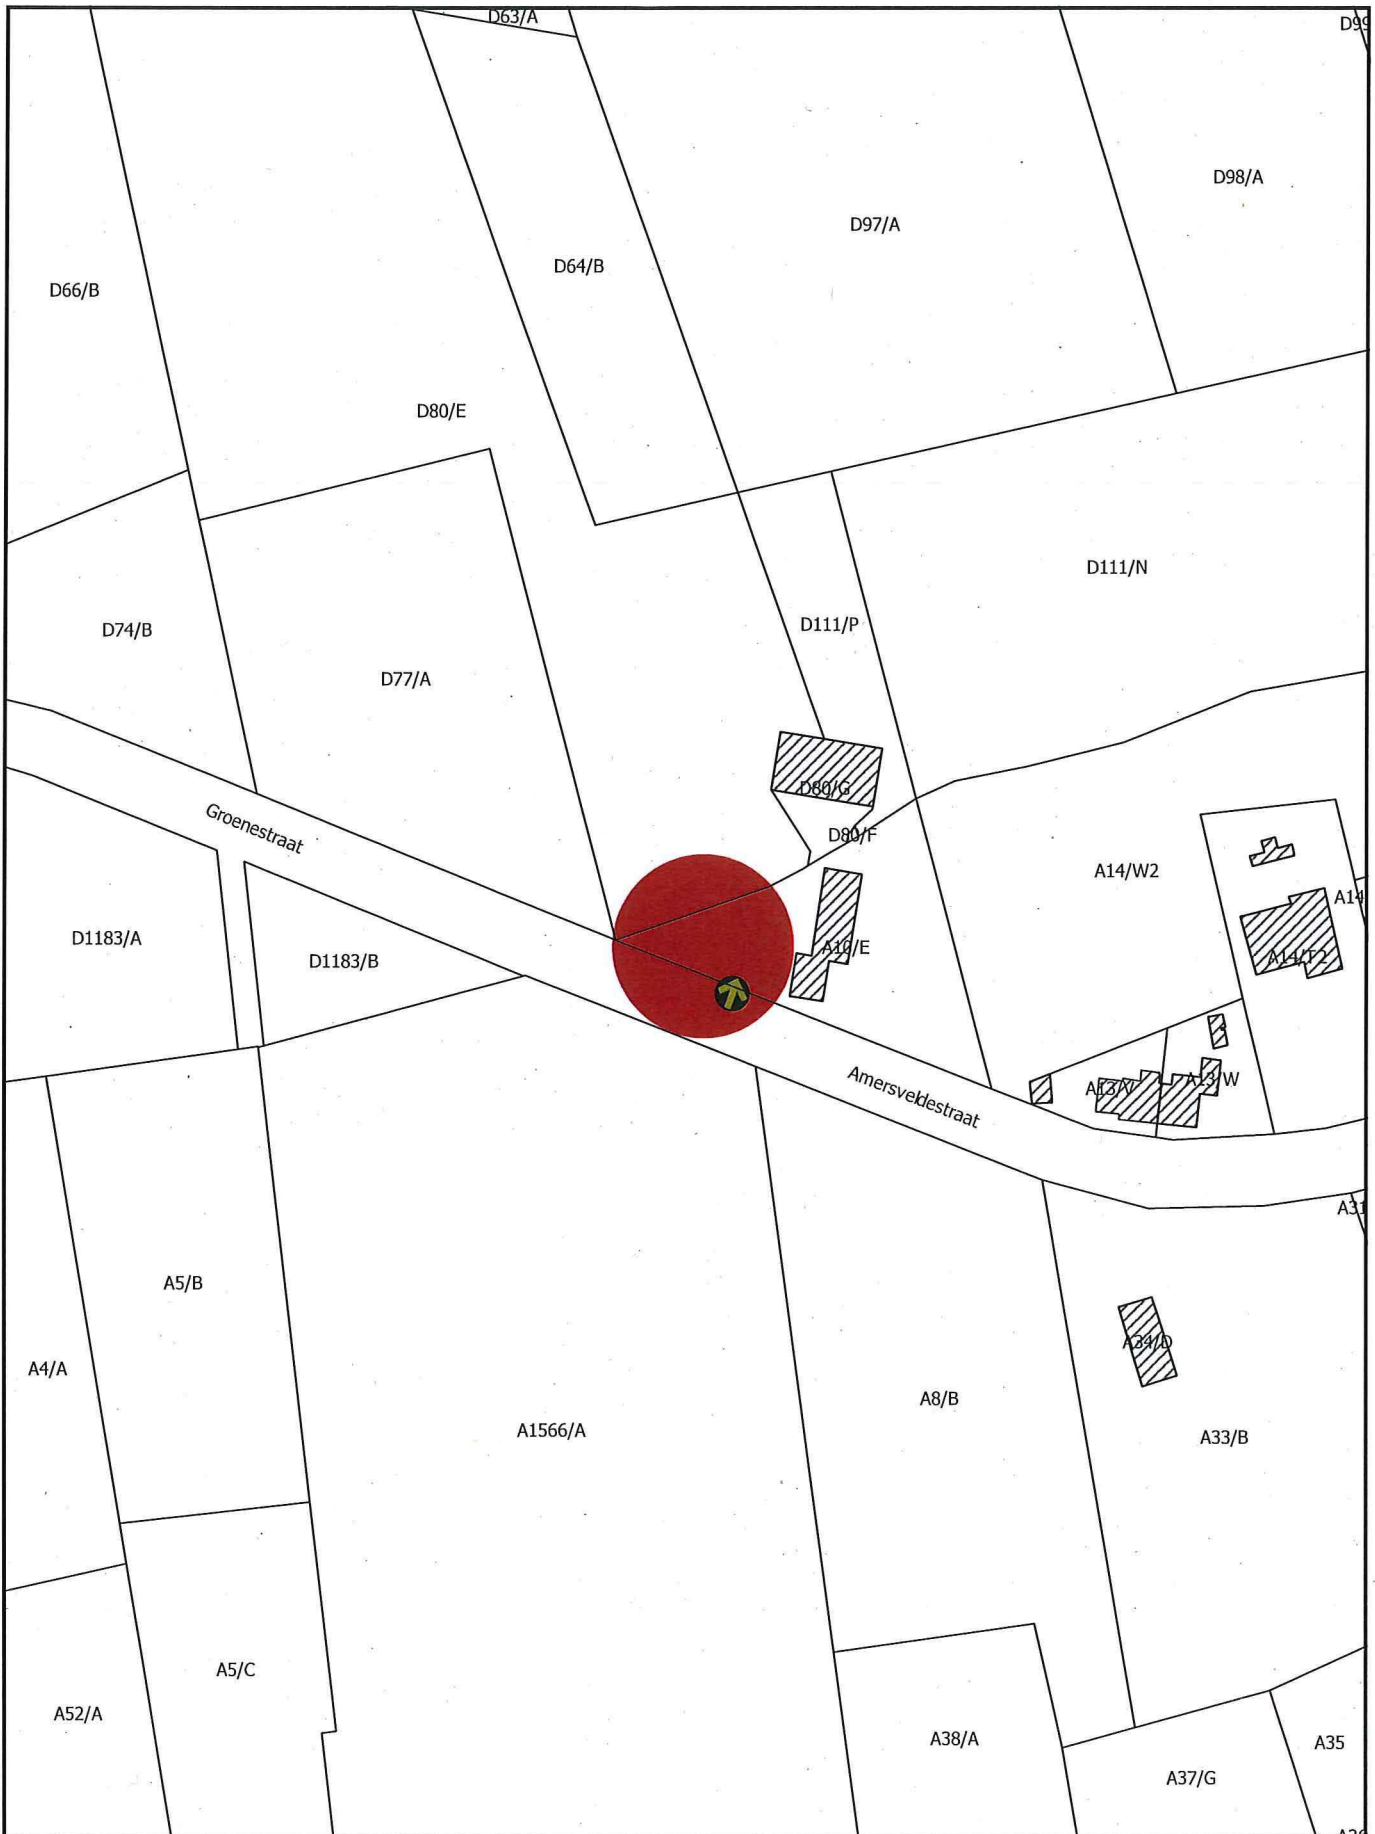 D63/A
D99
D98/A
D97/A
D64/B
D66/B
D80/E
D111/N
D111/P
D74/B
D77/A
D80/G
Groenestraat
D80/F
A14/W2
A14
D1183/A
A10/E
D1183/B
A14/T2
Amersveldestraat
A13/W
A31
A5/B
A34/D
A4/A
A8/B
A1566/A
A33/B
A5/C
A52/A
A38/A
A35
A37/G